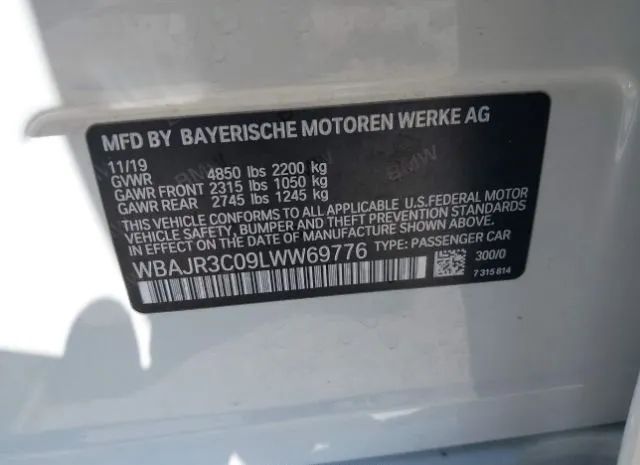 MFD BY BAYERISCHE MOTOREN WERKE AG
11/19
GVWR 4850 lbs 2200 kg
GAWR FRONT 2315 lbs 1050 kg
GAWR REAR 2745 lbs 1245 kg
THIS VEHICLE CONFORMS TO ALL APPLICABLE U.S.FEDERAL MOTOR
VEHICLE SAFETY, BUMPER AND THEFT PREVENTION STANDARDS
IN EFFECT ON THE DATE OF MANUFACTURE SHOWN ABOVE.
WBAJR3C09LWW69776 TYPE: PASSENGER CAR
300/0
7 315 814
BMW